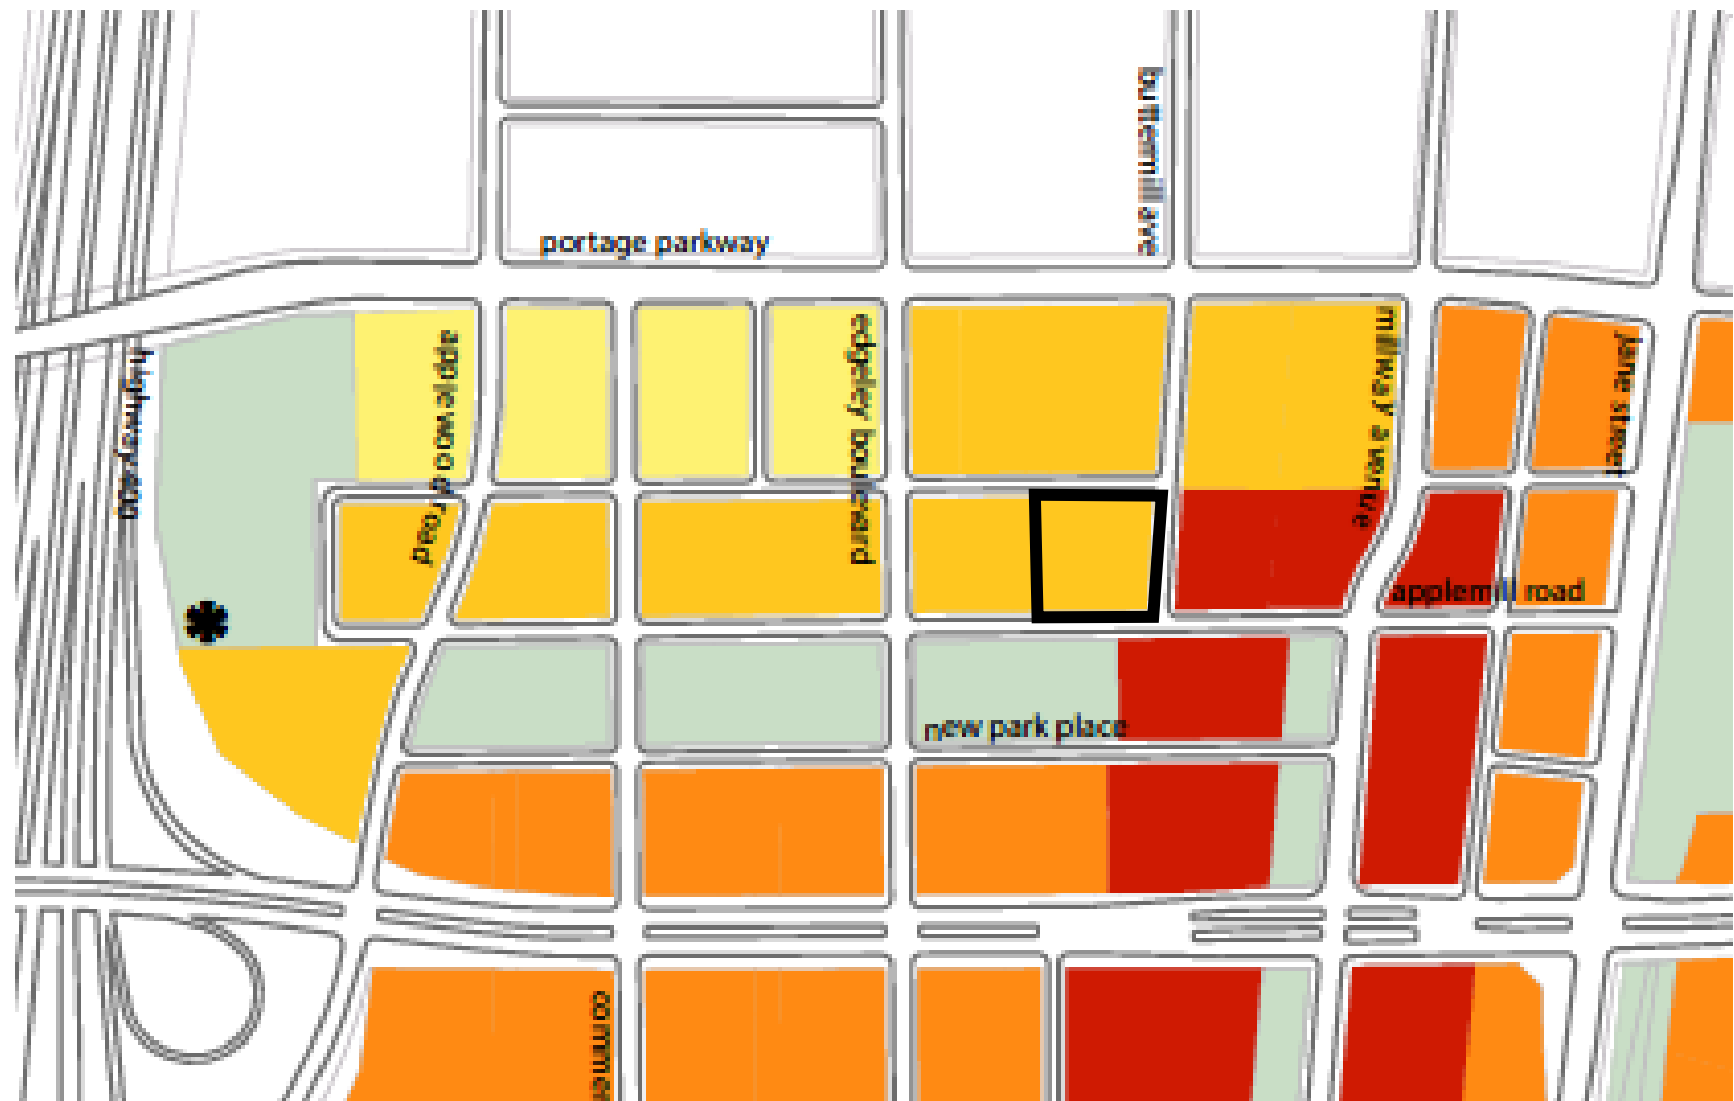 buttermill ave
portage parkway
highway 400
applewood road
edgeley boulevard
millway avenue
jane street
applemill road
new park place